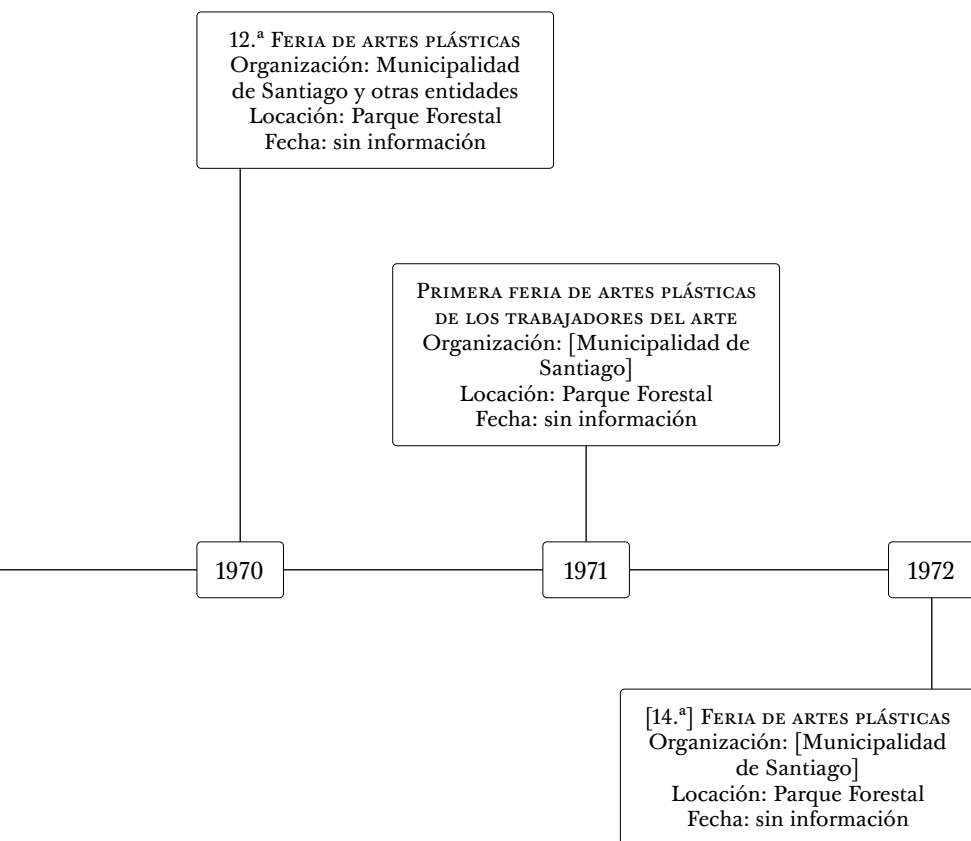 12.ª Feria de artes plásticas
Organización: Municipalidad
de Santiago y otras entidades
Locación: Parque Forestal
Fecha: sin información
Primera feria de artes plásticas
de los trabajadores del arte
Organización: [Municipalidad de
Santiago]
Locación: Parque Forestal
Fecha: sin información
1970
1971
1972
[14.ª] Feria de artes plásticas
Organización: [Municipalidad
de Santiago]
Locación: Parque Forestal
Fecha: sin información